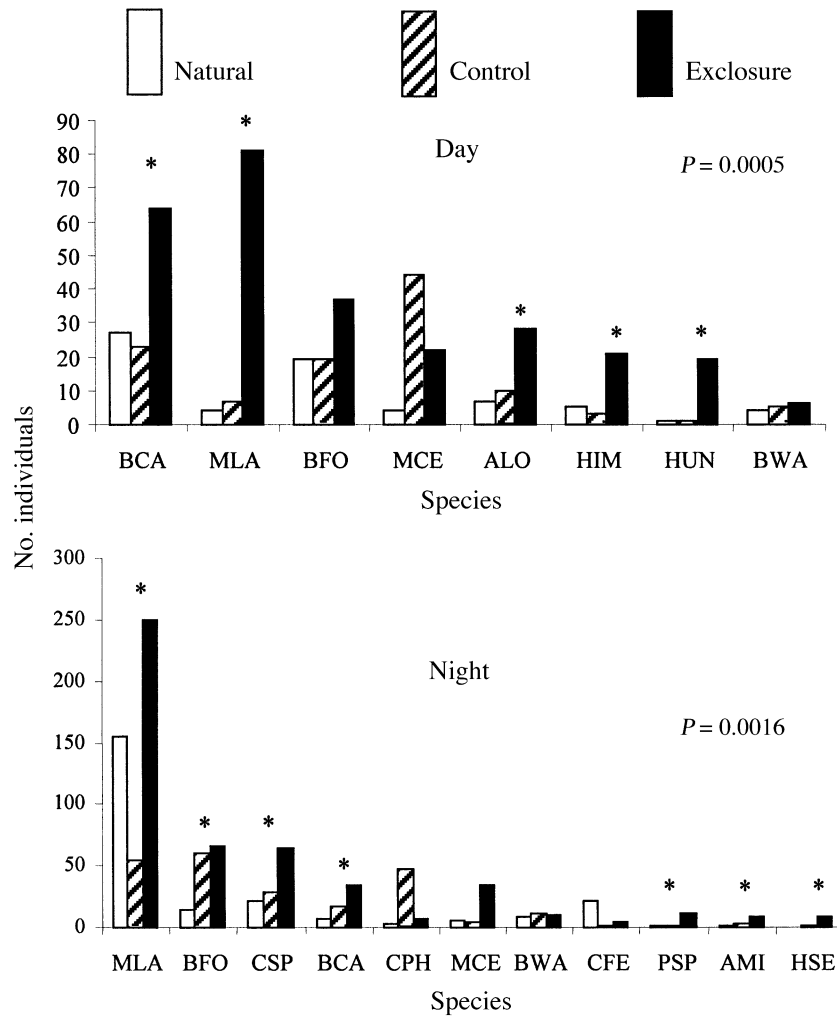 Natural Control Exclosure
90
80
70
60
50
40
30
20
10
0
Day
P = 0.0005
* * * * *
BCA MLA BFO MCE ALO HIM HUN BWA
Species
No. individuals
300
250
200
150
100
50
0
Night
P = 0.0016
* * * * * * *
MLA BFO CSP BCA CPH MCE BWA CFE PSP AMI HSE
Species